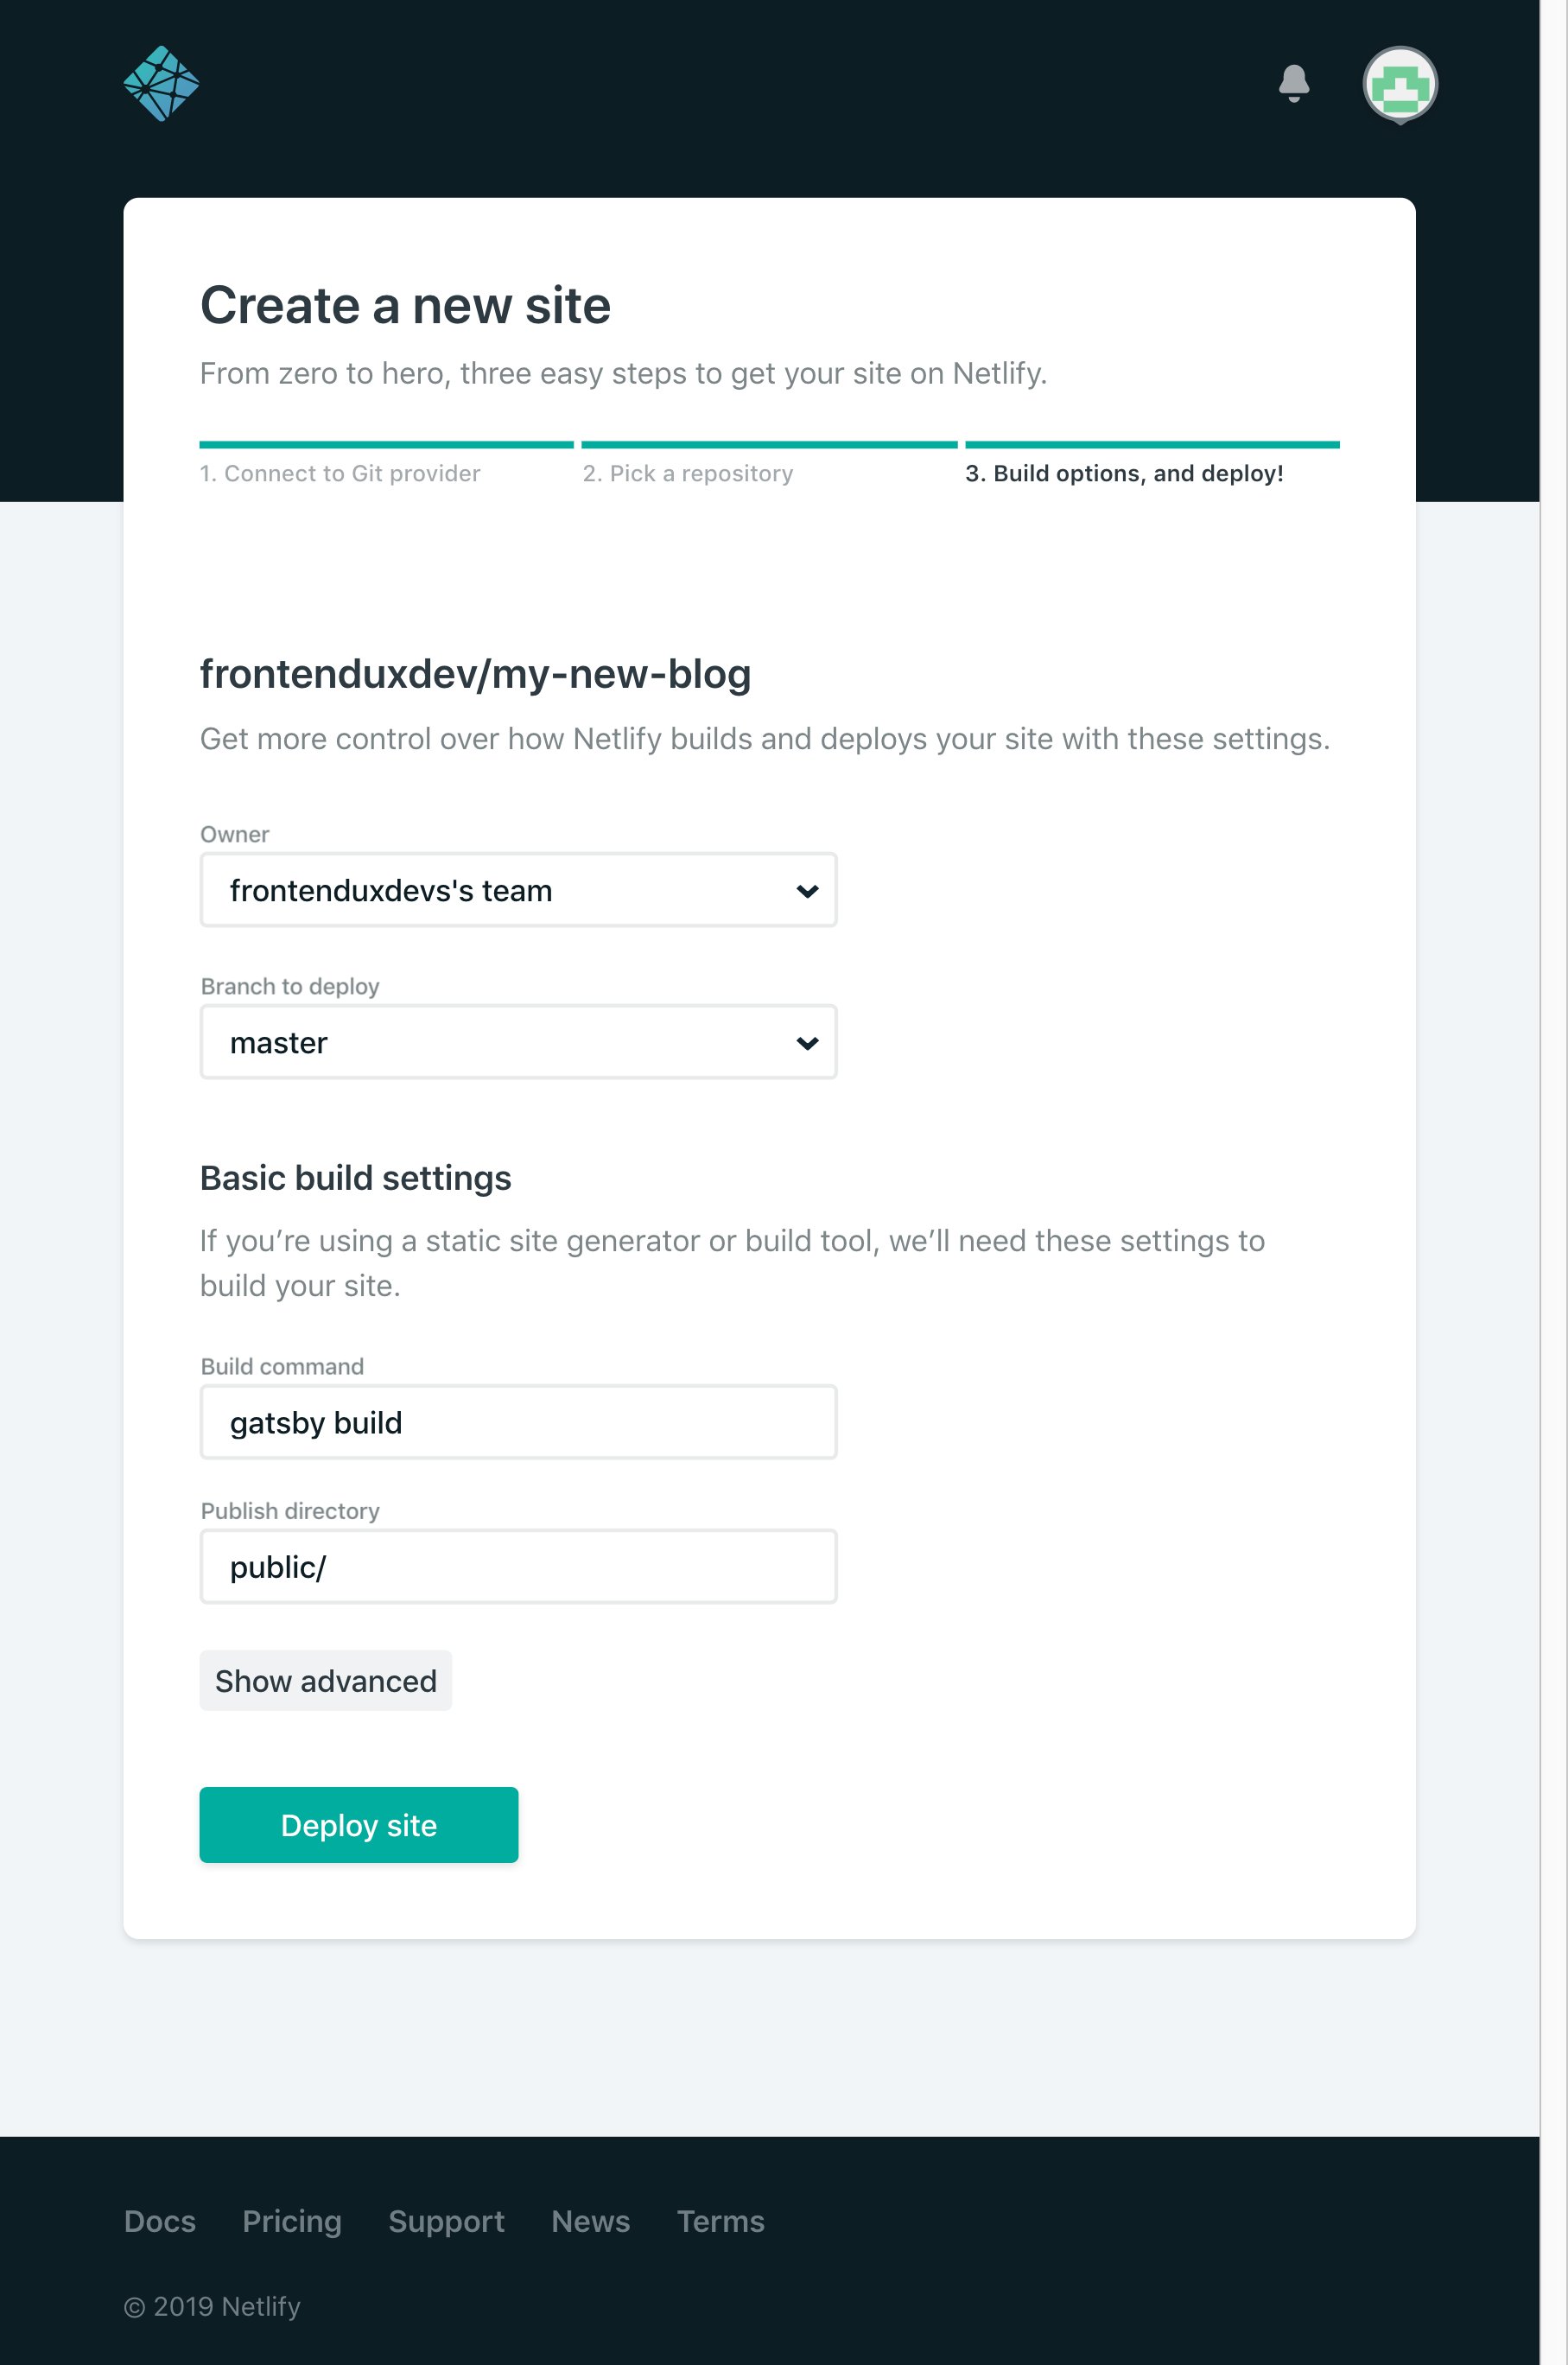 Create a new site
From zero to hero, three easy steps to get your site on Netlify.
1. Connect to Git provider
2. Pick a repository
3. Build options, and deploy!
frontenduxdev/my-new-blog
Get more control over how Netlify builds and deploys your site with these settings.
Owner
frontenduxdevs's team
Branch to deploy
master
Basic build settings
If you’re using a static site generator or build tool, we’ll need these settings to
build your site.
Build command
gatsby build
Publish directory
public/
Show advanced
Deploy site
Docs Pricing Support News Terms
© 2019 Netlify